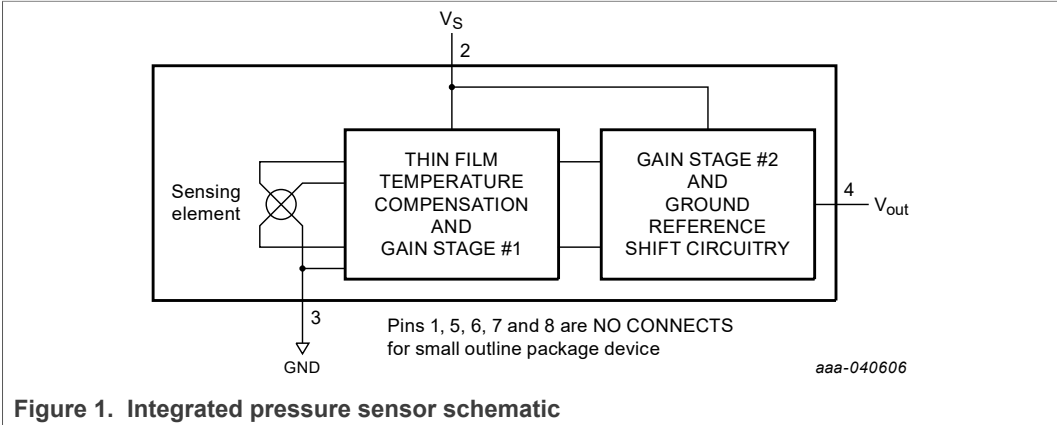 V_S
2
Sensing
element
THIN FILM
TEMPERATURE
COMPENSATION
AND
GAIN STAGE #1
GAIN STAGE #2
AND
GROUND
REFERENCE
SHIFT CIRCUITRY
4
V_out
3
GND
Pins 1, 5, 6, 7 and 8 are NO CONNECTS
for small outline package device
aaa-040606
Figure 1. Integrated pressure sensor schematic